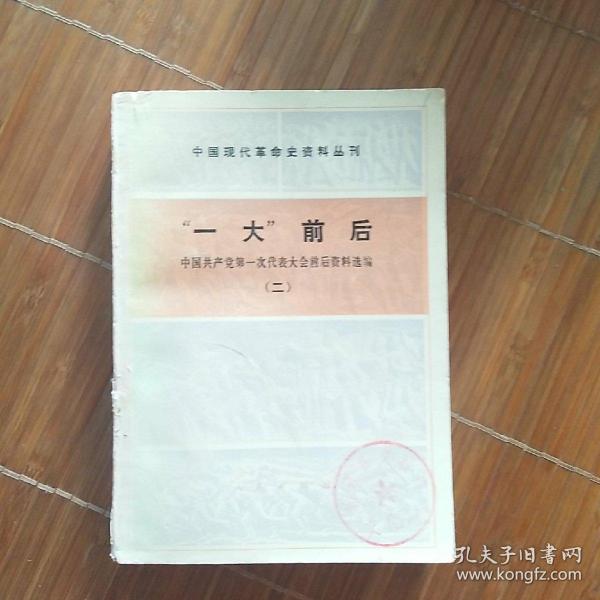 中国现代革命史资料丛刊
“一大”前后
中国共产党第一次代表大会前后资料选编
（二）
孔夫子旧書网
www.kongfz.com